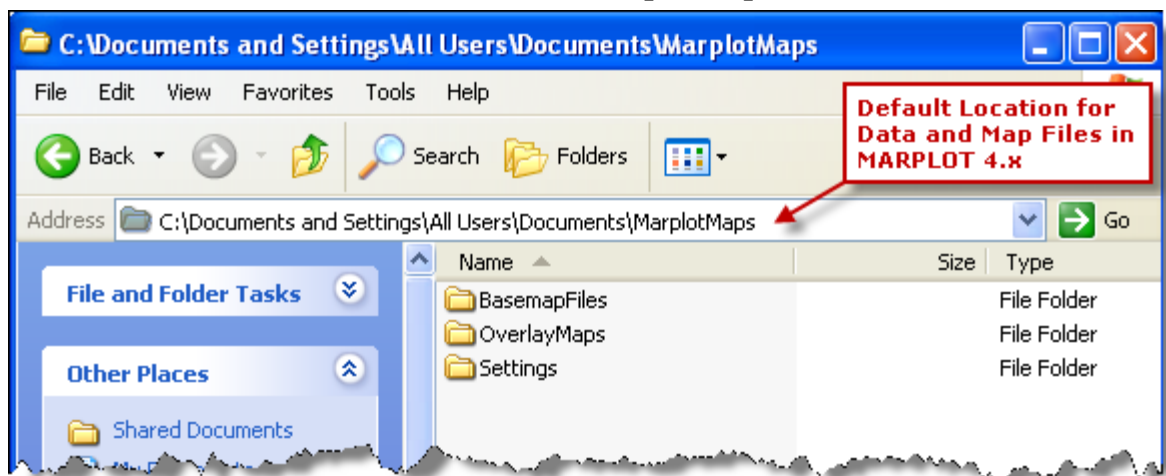 C:\Documents and Settings\All Users\Documents\MarplotMaps
File Edit View Favorites Tools Help
Default Location for
Data and Map Files in
MARPLOT 4.x
Back Search Folders
Address C:\Documents and Settings\All Users\Documents\MarplotMaps Go
Name Size Type
File and Folder Tasks
BasemapFiles File Folder
OverlayMaps File Folder
Settings File Folder
Other Places
Shared Documents